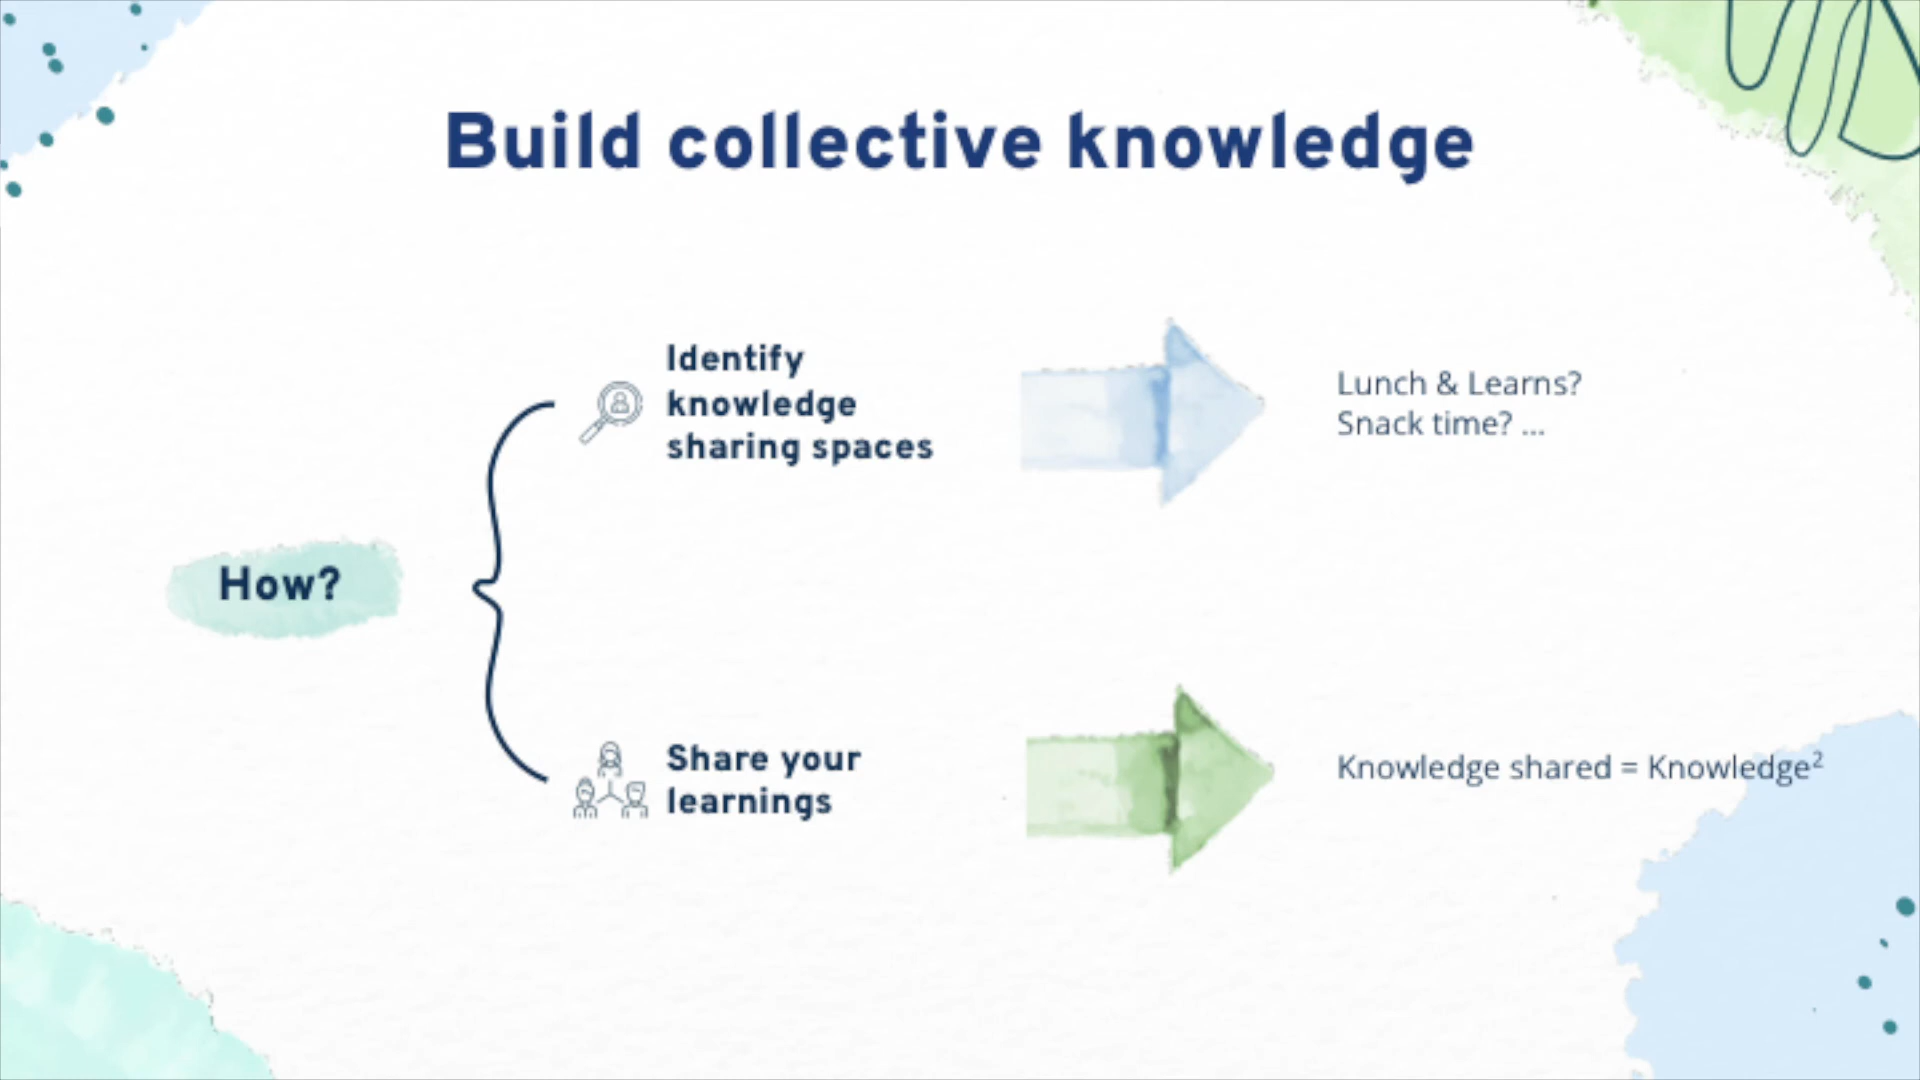 Build collective knowledge
How?
Identify
knowledge
sharing spaces
Lunch & Learns?
Snack time? ...
Share your
learnings
Knowledge shared = Knowledge²